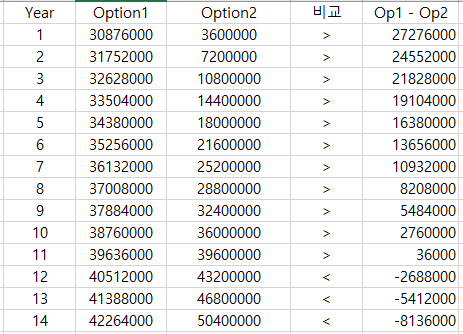 Year Option1 Option2 비교 Op1 - Op2
1 30876000 3600000 > 27276000
2 31752000 7200000 > 24552000
3 32628000 10800000 > 21828000
4 33504000 14400000 > 19104000
5 34380000 18000000 > 16380000
6 35256000 21600000 > 13656000
7 36132000 25200000 > 10932000
8 37008000 28800000 > 8208000
9 37884000 32400000 > 5484000
10 38760000 36000000 > 2760000
11 39636000 39600000 > 36000
12 40512000 43200000 < -2688000
13 41388000 46800000 < -5412000
14 42264000 50400000 < -8136000